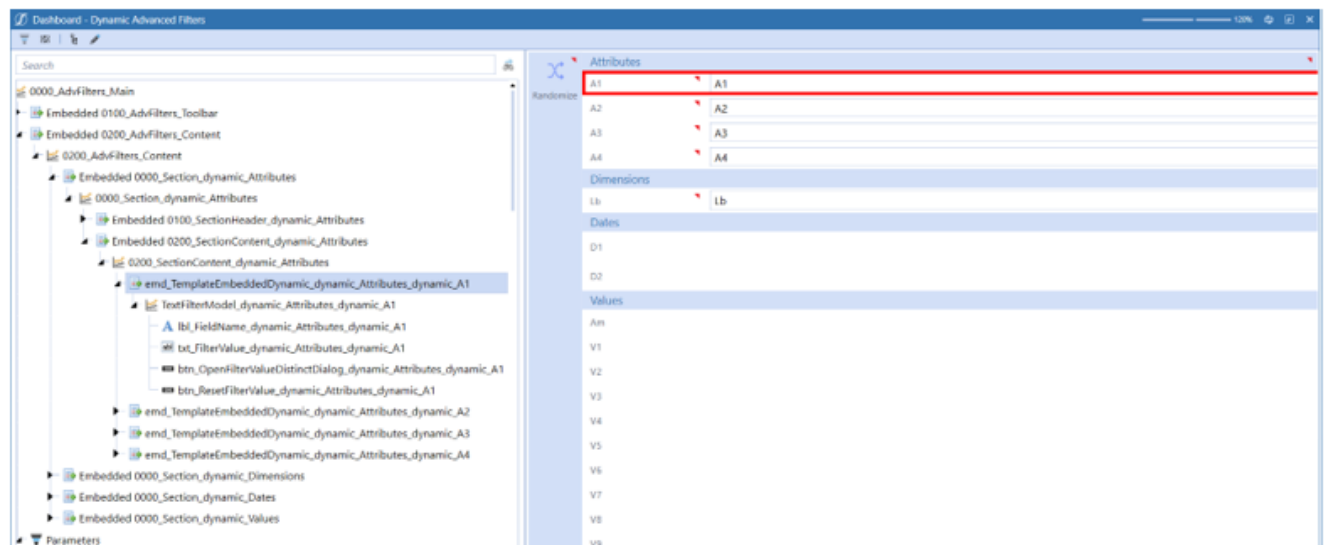 Dashboard - Dynamic Advanced Filters
120%
Search
0000_AdvFilters_Main
Embedded 0100_AdvFilters_Toolbar
Embedded 0200_AdvFilters_Content
0200_AdvFilters_Content
Embedded 0000_Section_dynamic_Attributes
0000_Section_dynamic_Attributes
Embedded 0100_SectionHeader_dynamic_Attributes
Embedded 0200_SectionContent_dynamic_Attributes
0200_SectionContent_dynamic_Attributes
emd_TemplateEmbeddedDynamic_dynamic_Attributes_dynamic_A1
TextFilterModel_dynamic_Attributes_dynamic_A1
lbl_FieldName_dynamic_Attributes_dynamic_A1
txt_FilterValue_dynamic_Attributes_dynamic_A1
btn_OpenFilterValueDistinctDialog_dynamic_Attributes_dynamic_A1
btn_ResetFilterValue_dynamic_Attributes_dynamic_A1
emd_TemplateEmbeddedDynamic_dynamic_Attributes_dynamic_A2
emd_TemplateEmbeddedDynamic_dynamic_Attributes_dynamic_A3
emd_TemplateEmbeddedDynamic_dynamic_Attributes_dynamic_A4
Embedded 0000_Section_dynamic_Dimensions
Embedded 0000_Section_dynamic_Dates
Embedded 0000_Section_dynamic_Values
Parameters
Randomize
Attributes
A1 A1
A2 A2
A3 A3
A4 A4
Dimensions
Lb Lb
Dates
D1
D2
Values
Am
V1
V2
V3
V4
V5
V6
V7
V8
V9